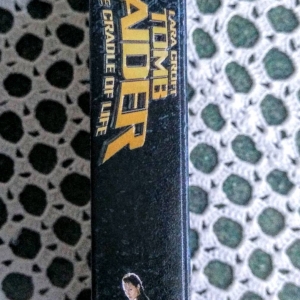 LARA CROFT
TOMB
RAIDER
CRADLE OF LIFE